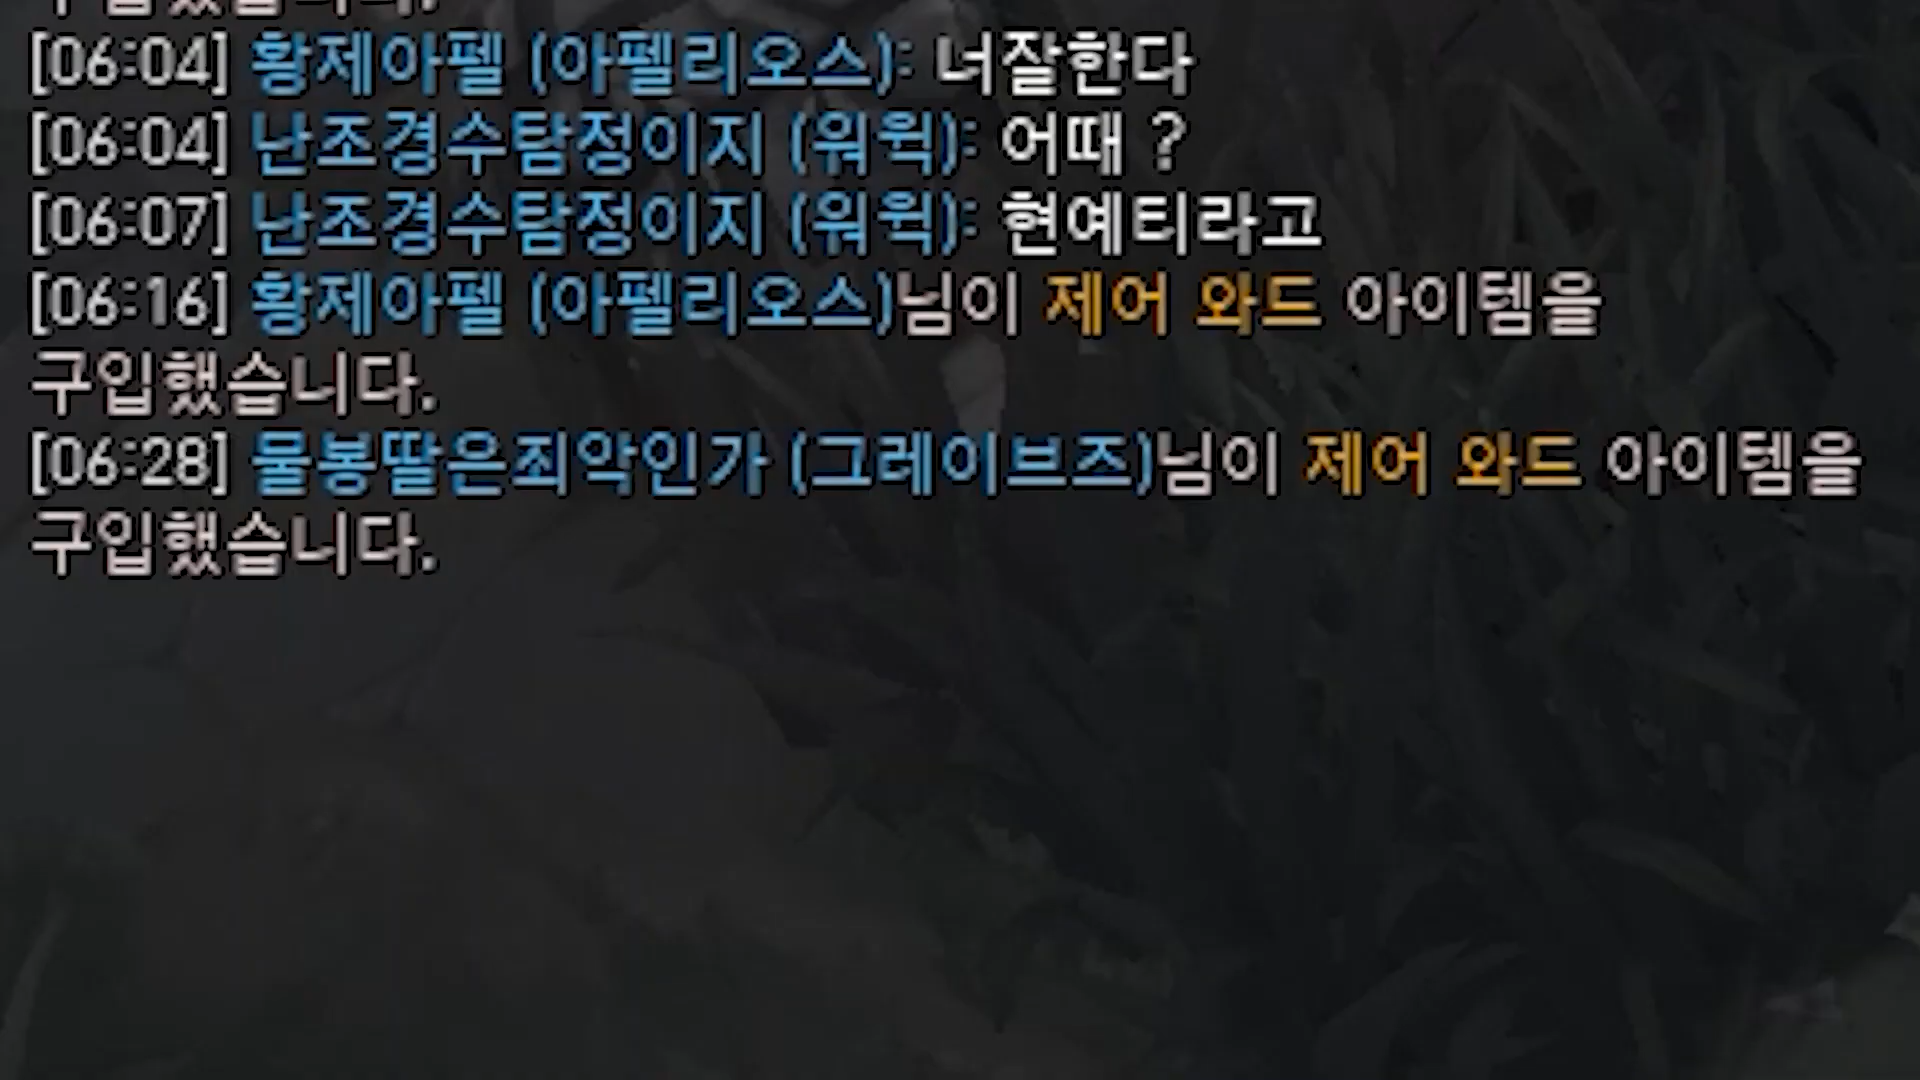 [06:04] 황제아펠 (아펠리오스): 너잘한다
[06:04] 난조경수탐정이지 (워윅): 어때 ?
[06:07] 난조경수탐정이지 (워윅): 현예티라고
[06:16] 황제아펠 (아펠리오스)님이 제어 와드 아이템을
구입했습니다.
[06:28] 물봉딸은죄악인가 (그레이브즈)님이 제어 와드 아이템을
구입했습니다.